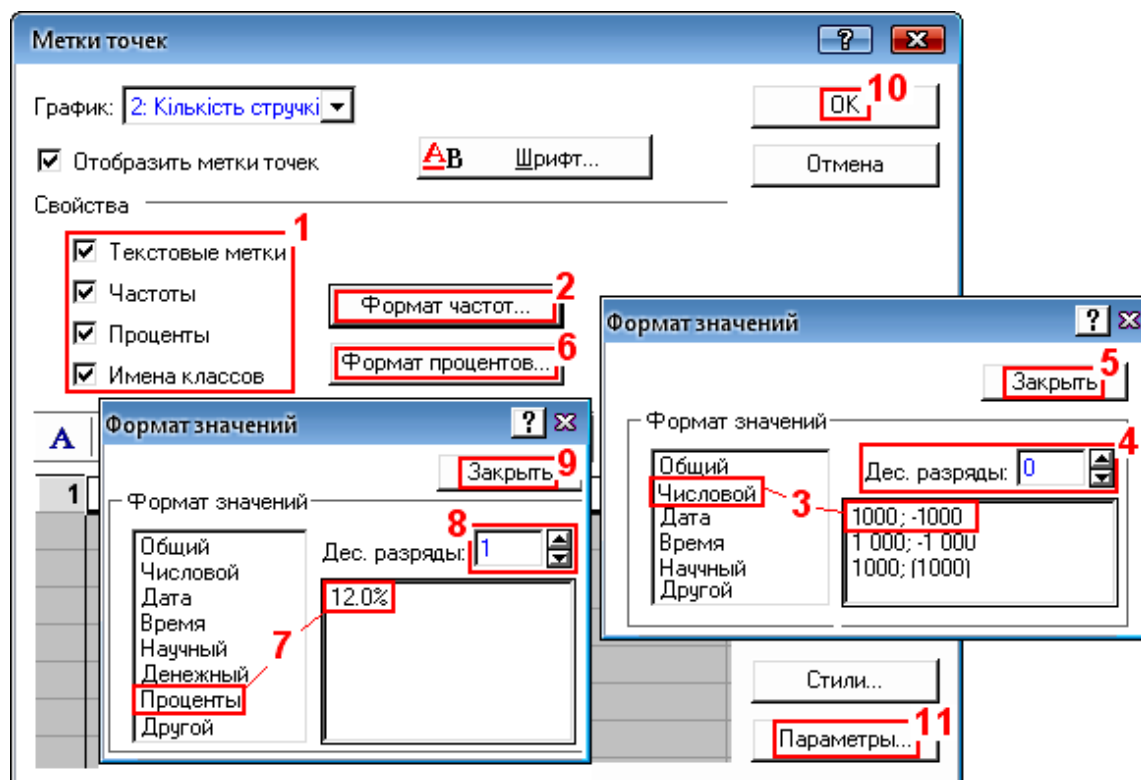 Метки точек
График: 2: Кількість стручкі
10
OK
Отобразить метки точек
AB Шрифт...
Отмена
Свойства
1
Текстовые метки
Частоты
Проценты
Имена классов
2
Формат частот...
6
Формат процентов...
Формат значений
?
5
Закрыть
Формат значений
4
Общий
Числовой
Дата
Время
Научный
Другой
Дес. разряды: 0
3
1000; -1000
1 000; -1 000
1000; (1000)
A
1
Формат значений
?
Закрыть
9
Формат значений
8
Общий
Числовой
Дата
Время
Научный
Денежный
Проценты
Другой
Дес. разряды: 1
12.0%
7
Стили...
11
Параметры...